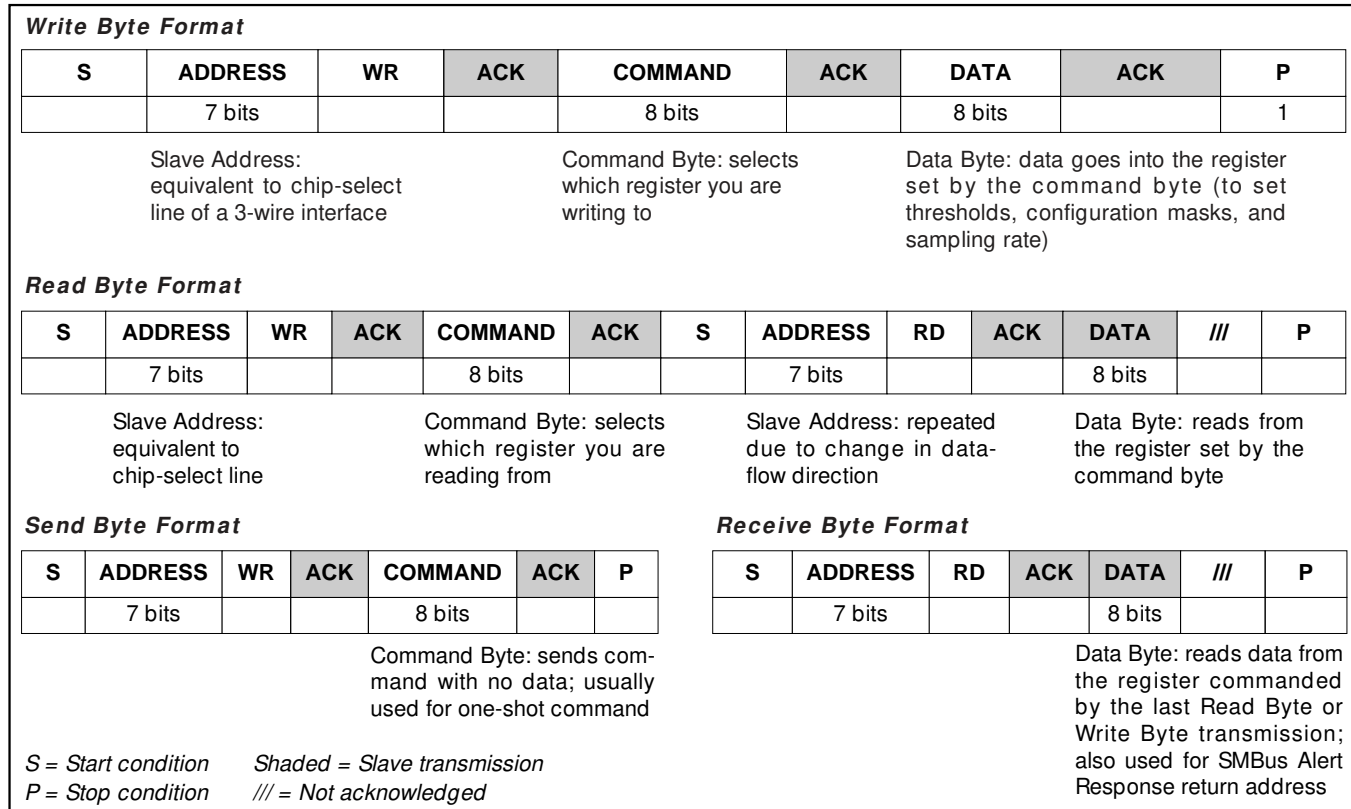 Write Byte Format
S ADDRESS WR ACK COMMAND ACK DATA ACK P
7 bits 8 bits 8 bits 1
Slave Address:
equivalent to chip-select
line of a 3-wire interface
Command Byte: selects
which register you are
writing to
Data Byte: data goes into the register
set by the command byte (to set
thresholds, configuration masks, and
sampling rate)
Read Byte Format
S ADDRESS WR ACK COMMAND ACK S ADDRESS RD ACK DATA /// P
7 bits 8 bits 7 bits 8 bits
Slave Address:
equivalent to
chip-select line
Command Byte: selects
which register you are
reading from
Slave Address: repeated
due to change in data-
flow direction
Data Byte: reads from
the register set by the
command byte
Send Byte Format
S ADDRESS WR ACK COMMAND ACK P
7 bits 8 bits
Command Byte: sends com-
mand with no data; usually
used for one-shot command
Receive Byte Format
S ADDRESS RD ACK DATA /// P
7 bits 8 bits
Data Byte: reads data from
the register commanded
by the last Read Byte or
Write Byte transmission;
also used for SMBus Alert
Response return address
S = Start condition Shaded = Slave transmission
P = Stop condition /// = Not acknowledged